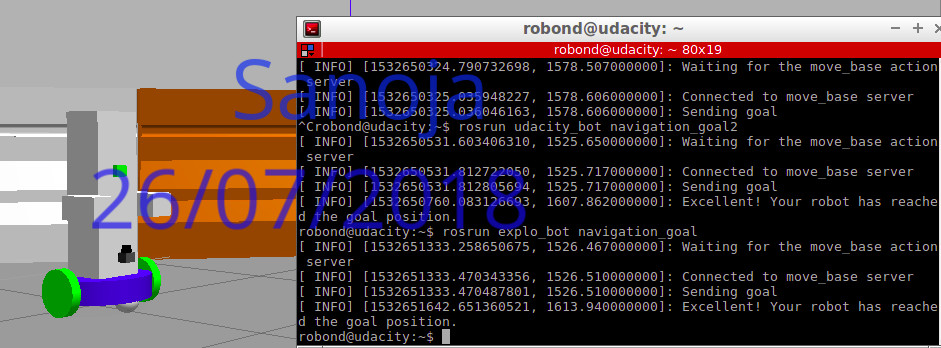 robond@udacity: ~
robond@udacity: ~ 80x19
[ INFO] [1532650324.790732698, 1578.507000000]: Waiting for the move_base action
 server
[ INFO] [1532650325.035948227, 1578.606000000]: Connected to move_base server
[ INFO] [1532650325.036046163, 1578.606000000]: Sending goal
^Crobond@udacity:~$ rosrun udacity_bot navigation_goal2
[ INFO] [1532650531.603406310, 1525.650000000]: Waiting for the move_base action
 server
[ INFO] [1532650531.812722050, 1525.717000000]: Connected to move_base server
[ INFO] [1532650531.812805694, 1525.717000000]: Sending goal
[ INFO] [1532650760.083126693, 1607.862000000]: Excellent! Your robot has reache
d the goal position.
robond@udacity:~$ rosrun explo_bot navigation_goal
[ INFO] [1532651333.258650675, 1526.467000000]: Waiting for the move_base action
 server
[ INFO] [1532651333.470343356, 1526.510000000]: Connected to move_base server
[ INFO] [1532651333.470487801, 1526.510000000]: Sending goal
[ INFO] [1532651642.651360521, 1613.940000000]: Excellent! Your robot has reache
d the goal position.
robond@udacity:~$
Sanoja
26/07/2018